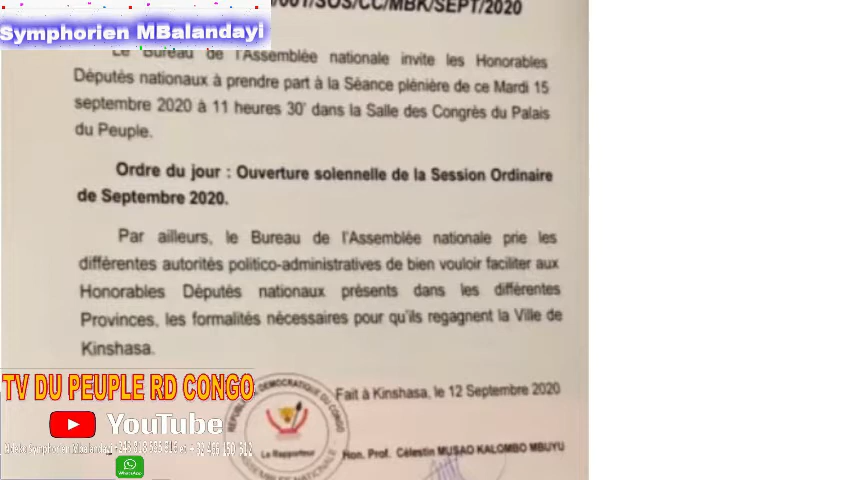 /001/SOS/CC/MBK/SEPT/2020
Symphorien MBalandayi
Le Bureau de l'Assemblée nationale invite les Honorables
Députés nationaux à prendre part à la Séance plénière de ce Mardi 15
septembre 2020 à 11 heures 30' dans la Salle des Congrès du Palais
du Peuple.
Ordre du jour : Ouverture solennelle de la Session Ordinaire
de Septembre 2020.
Par ailleurs, le Bureau de l'Assemblée nationale prie les
différentes autorités politico-administratives de bien vouloir faciliter aux
Honorables Députés nationaux présents dans les différentes
Provinces, les formalités nécessaires pour qu'ils regagnent la Ville de
Kinshasa.
TV DU PEUPLE RD CONGO
YouTube
WhatsApp
Fait à Kinshasa, le 12 Septembre 2020
Le Rapporteur
Hon. Prof. Célestin MUSAO KALOMBO MBUYU